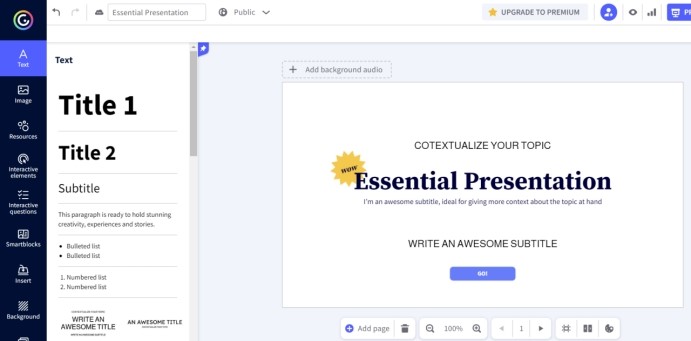 Essential Presentation
Public
UPGRADE TO PREMIUM
Text
Image
Resources
Interactive
elements
Interactive
questions
Smartblocks
Insert
Background
Text
Title 1
Title 2
Subtitle
This paragraph is ready to hold stunning
creativity, experiences and stories.
• Bulleted list
• Bulleted list
1. Numbered list
2. Numbered list
WRITE AN
AWESOME TITLE
AN AWESOME TITLE
Add background audio
COTEXTUALIZE YOUR TOPIC
wow
Essential Presentation
I'm an awesome subtitle, ideal for giving more context about the topic at hand
WRITE AN AWESOME SUBTITLE
GO!
Add page
100%
1